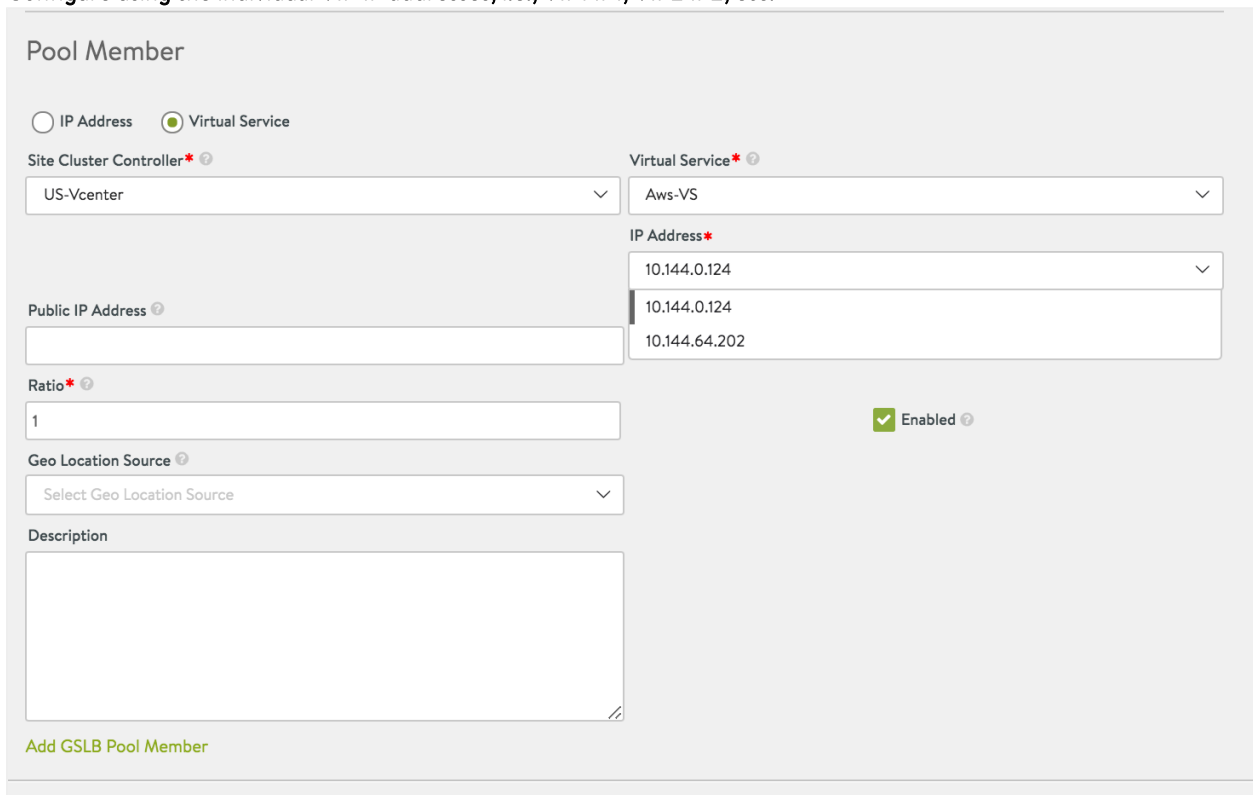 Pool Member
IP Address
Virtual Service
Site Cluster Controller*
Virtual Service*
US-Vcenter
Aws-VS
IP Address*
10.144.0.124
10.144.0.124
10.144.64.202
Public IP Address
Ratio*
1
Enabled
Geo Location Source
Select Geo Location Source
Description
Add GSLB Pool Member